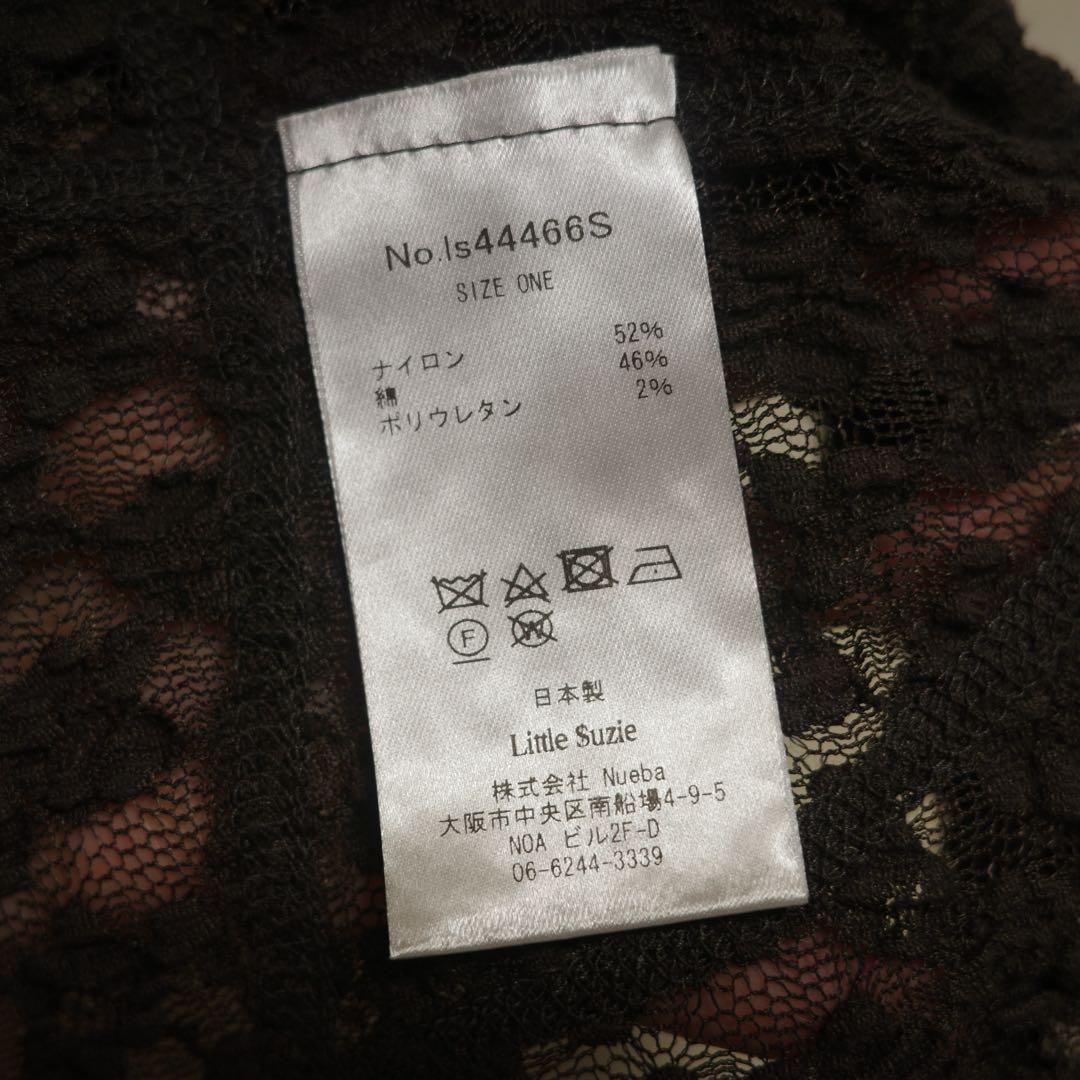 No.ls44466S
SIZE ONE
ナイロン 52%
綿 46%
ポリウレタン 2%
F W
日本製
Little Suzie
株式会社 Nueba
大阪市中央区南船場4-9-5
NOA ビル2F-D
06-6244-3339